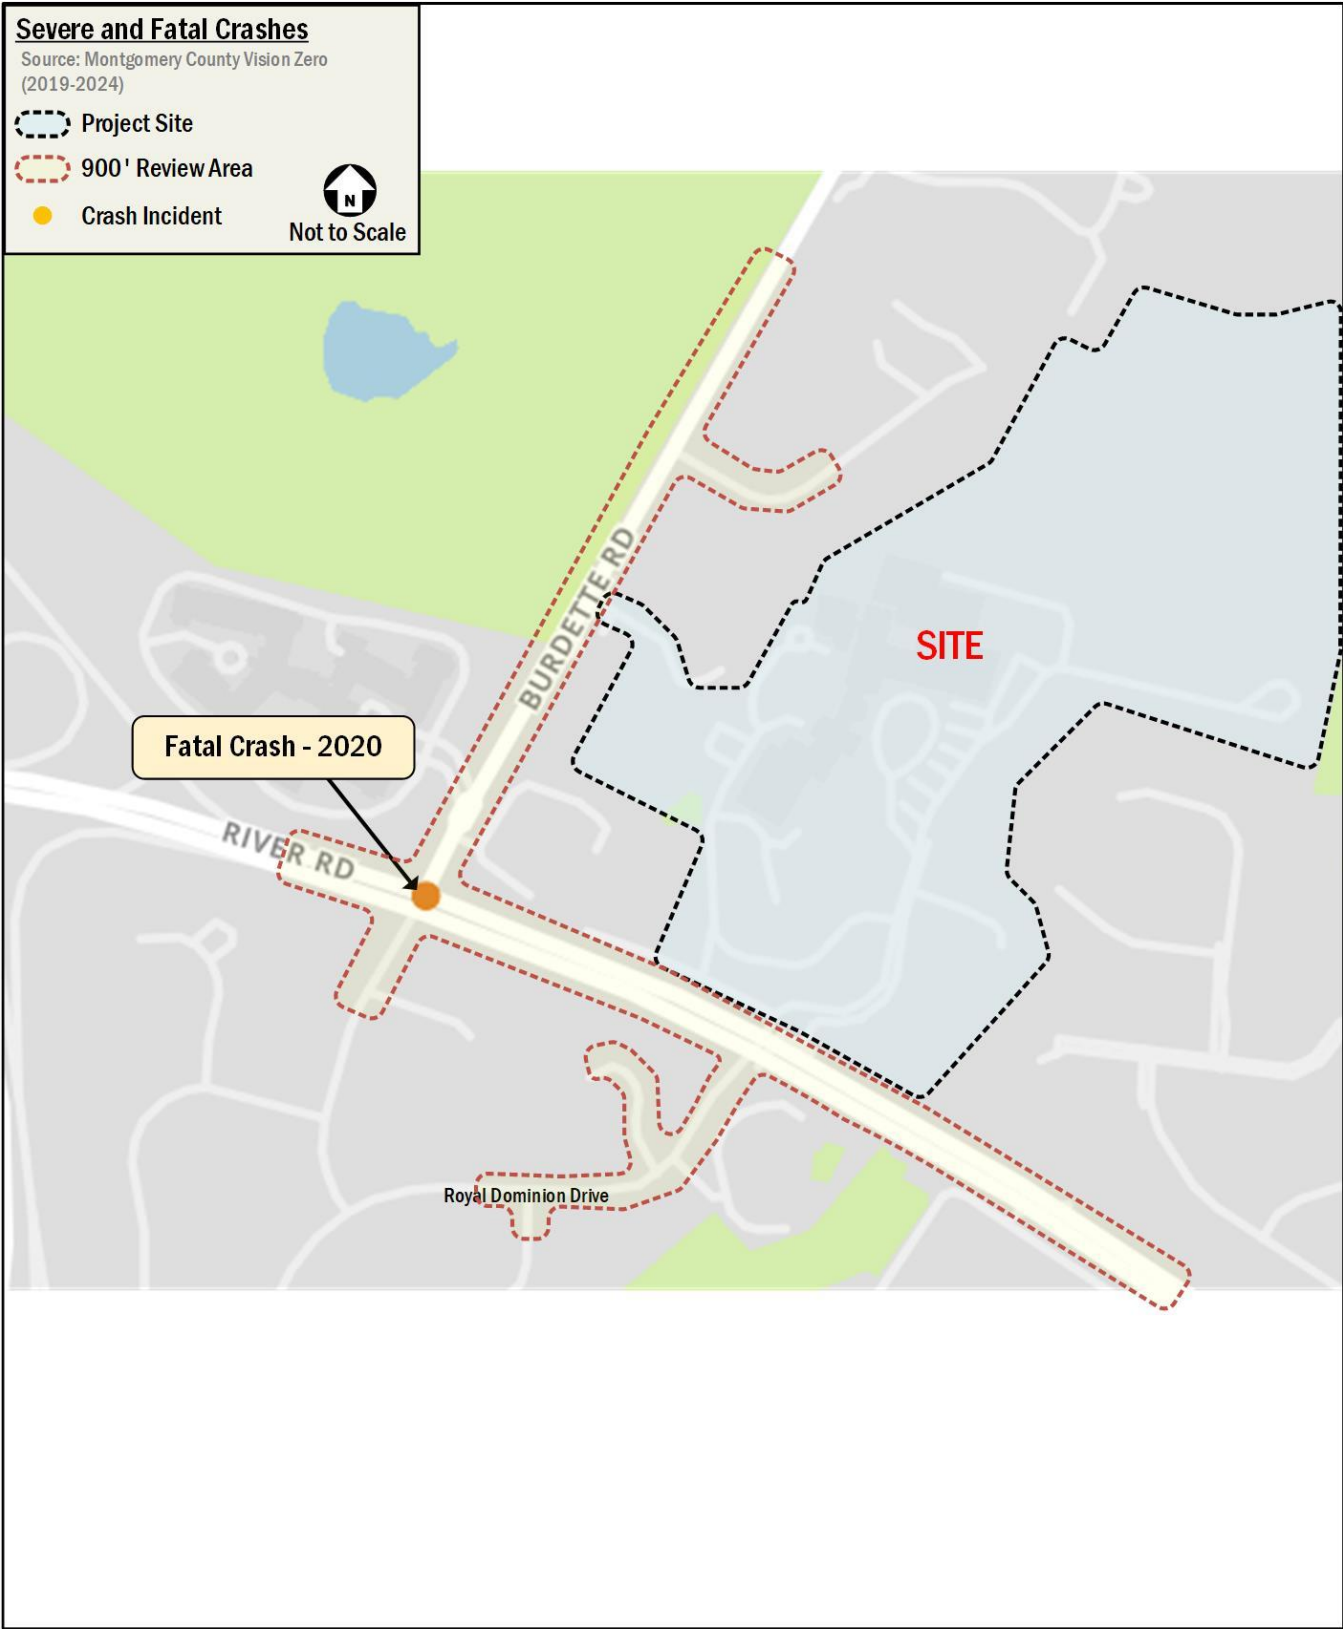 Severe and Fatal Crashes
Source: Montgomery County Vision Zero
(2019-2024)
Project Site
900' Review Area
Crash Incident
N
Not to Scale
BURDETTE RD
SITE
Fatal Crash - 2020
RIVER RD
Royal Dominion Drive